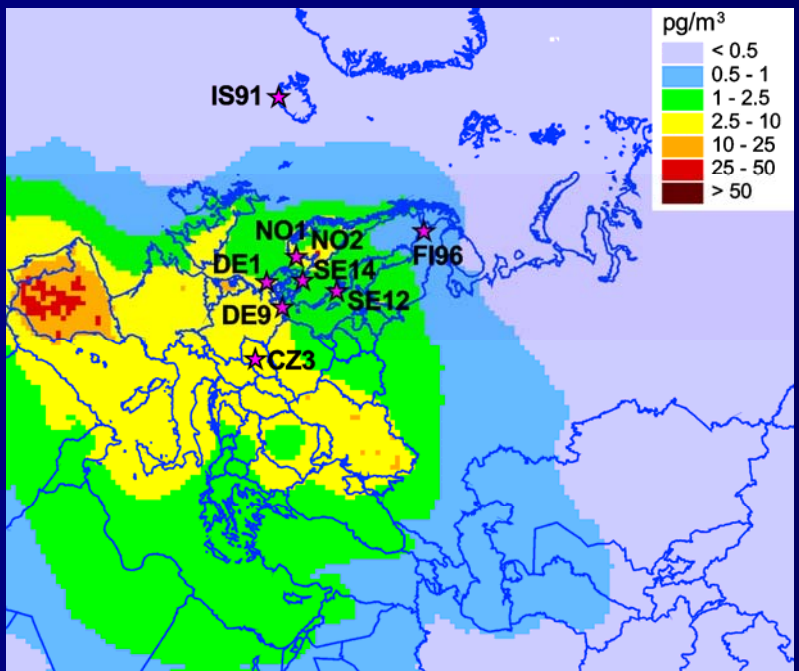 pg/m³
< 0.5
0.5 - 1
1 - 2.5
2.5 - 10
10 - 25
25 - 50
> 50
IS91
NO1
NO2
FI96
DE1
SE14
SE12
DE9
CZ3